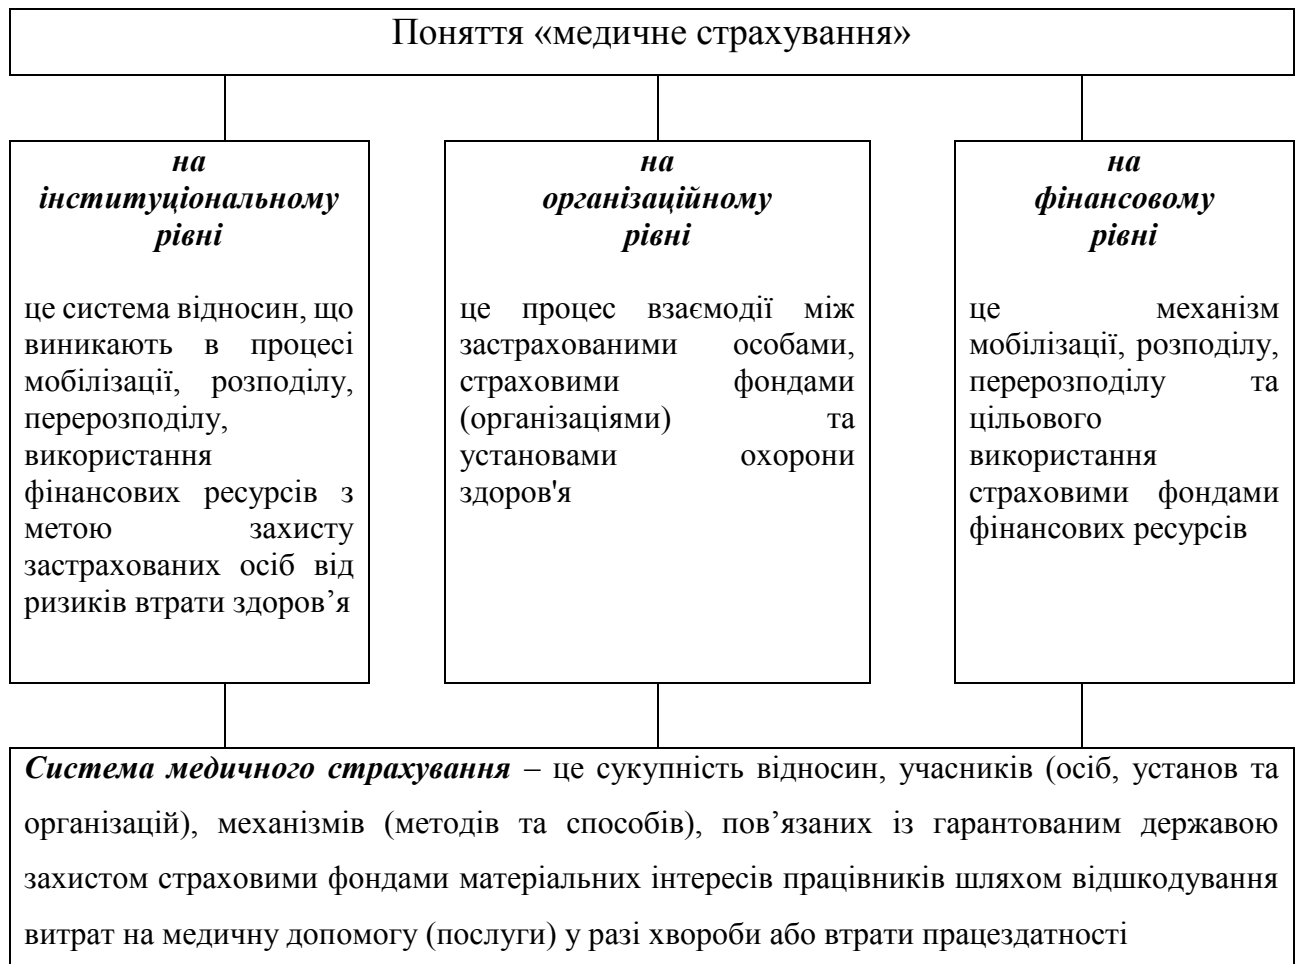 Поняття «медичне страхування»
на
інституціональному
рівні
це система відносин, що
виникають в процесі
мобілізації, розподілу,
перерозподілу,
використання
фінансових ресурсів з
метою захисту
застрахованих осіб від
ризиків втрати здоров’я
на
організаційному
рівні
це процес взаємодії між
застрахованими особами,
страховими фондами
(організаціями) та
установами охорони
здоров'я
на
фінансовому
рівні
це механізм
мобілізації, розподілу,
перерозподілу та
цільового
використання
страховими фондами
фінансових ресурсів
Система медичного страхування – це сукупність відносин, учасників (осіб, установ та
організацій), механізмів (методів та способів), пов’язаних із гарантованим державою
захистом страховими фондами матеріальних інтересів працівників шляхом відшкодування
витрат на медичну допомогу (послуги) у разі хвороби або втрати працездатності